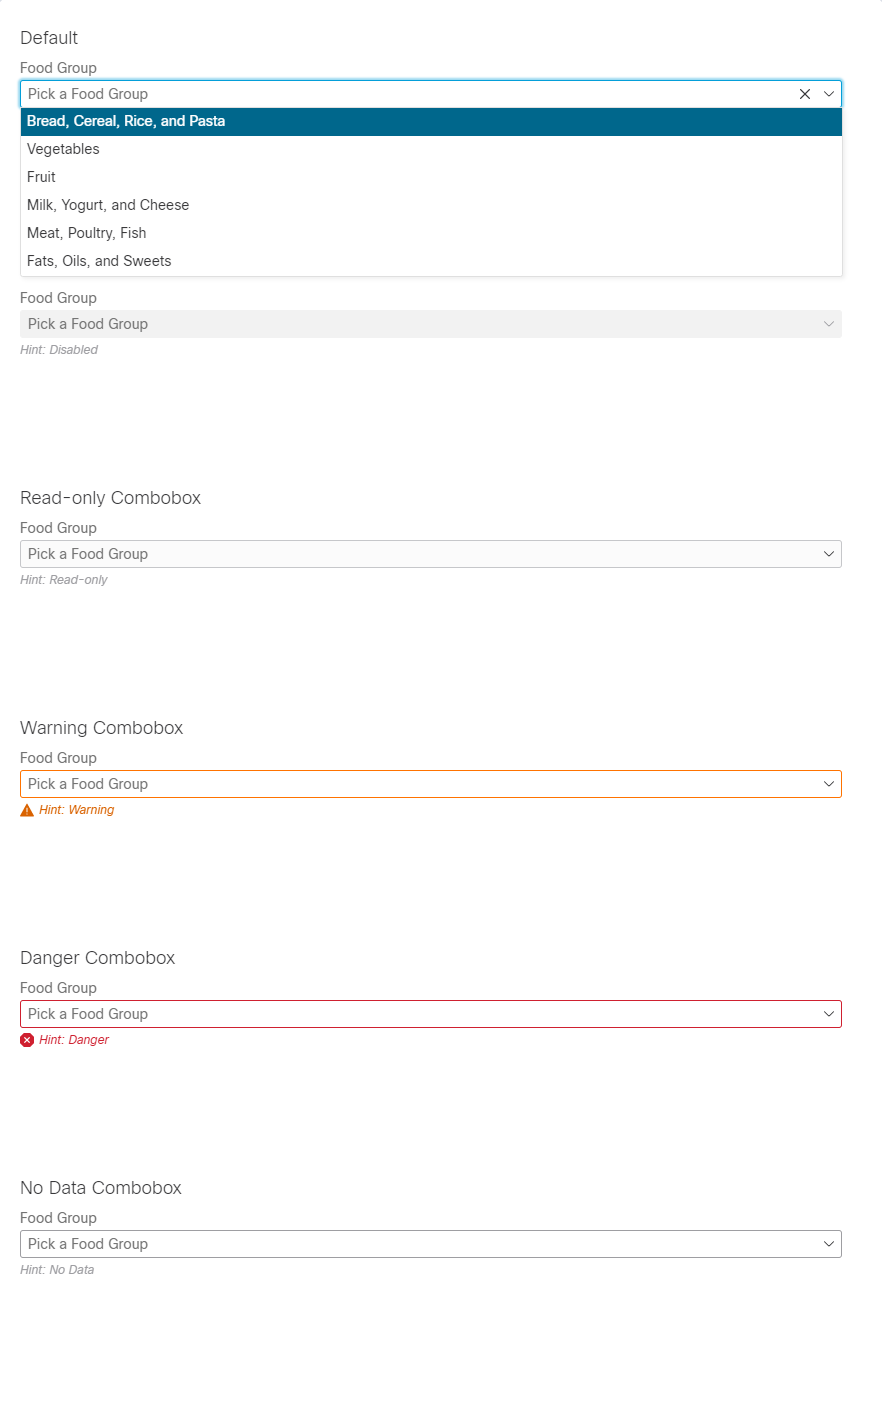 Default
Food Group
Pick a Food Group
Bread, Cereal, Rice, and Pasta
Vegetables
Fruit
Milk, Yogurt, and Cheese
Meat, Poultry, Fish
Fats, Oils, and Sweets
Food Group
Pick a Food Group
Hint: Disabled
Read-only Combobox
Food Group
Pick a Food Group
Hint: Read-only
Warning Combobox
Food Group
Pick a Food Group
Hint: Warning
Danger Combobox
Food Group
Pick a Food Group
Hint: Danger
No Data Combobox
Food Group
Pick a Food Group
Hint: No Data